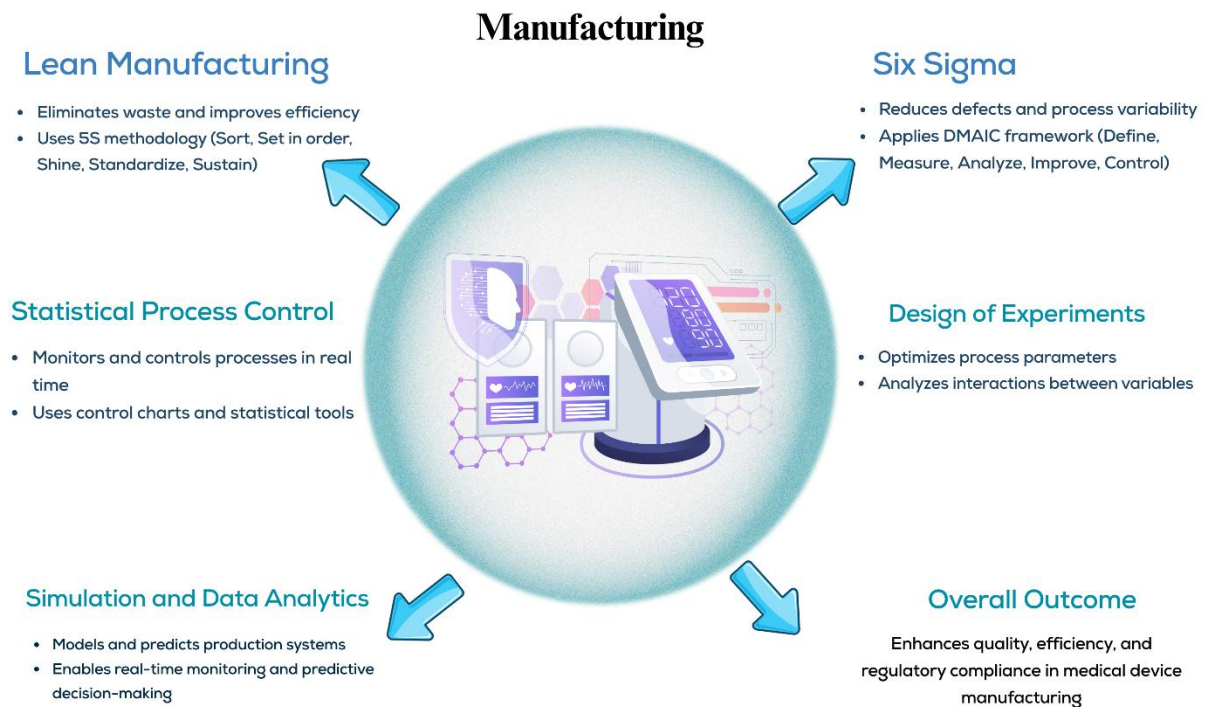 Manufacturing
Lean Manufacturing
• Eliminates waste and improves efficiency
• Uses 5S methodology (Sort, Set in order,
Shine, Standardize, Sustain)
Six Sigma
• Reduces defects and process variability
• Applies DMAIC framework (Define,
Measure, Analyze, Improve, Control)
Statistical Process Control
• Monitors and controls processes in real
time
• Uses control charts and statistical tools
Design of Experiments
• Optimizes process parameters
• Analyzes interactions between variables
Simulation and Data Analytics
• Models and predicts production systems
• Enables real-time monitoring and predictive
decision-making
Overall Outcome
Enhances quality, efficiency, and
regulatory compliance in medical device
manufacturing